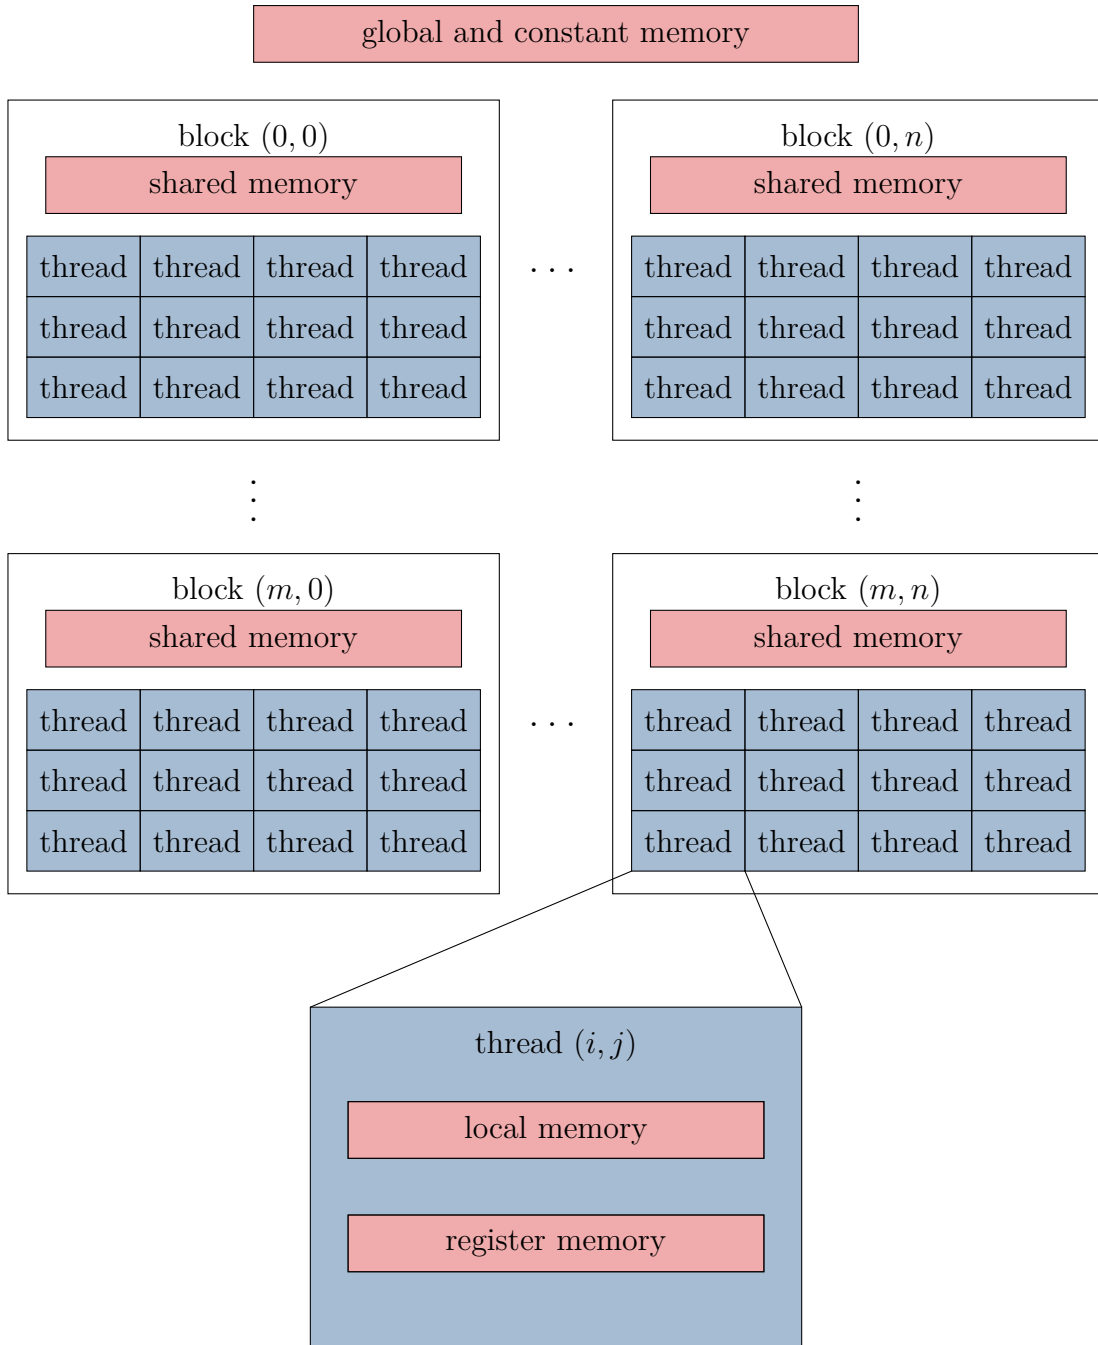 global and constant memory
block (0, 0)
shared memory
thread thread thread thread
thread thread thread thread
thread thread thread thread
. . .
block (0, n)
shared memory
thread thread thread thread
thread thread thread thread
thread thread thread thread
block (m, 0)
shared memory
thread thread thread thread
thread thread thread thread
thread thread thread thread
. . .
block (m, n)
shared memory
thread thread thread thread
thread thread thread thread
thread thread thread thread
thread (i, j)
local memory
register memory